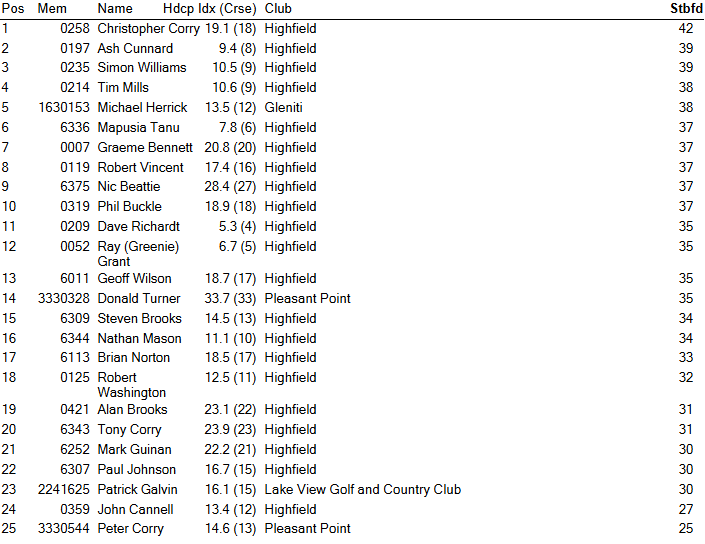 Pos Mem Name Hdcp Idx (Crse) Club Stbfd
1 0258 Christopher Corry 19.1 (18) Highfield 42
2 0197 Ash Cunnard 9.4 (8) Highfield 39
3 0235 Simon Williams 10.5 (9) Highfield 39
4 0214 Tim Mills 10.6 (9) Highfield 38
5 1630153 Michael Herrick 13.5 (12) Gleniti 38
6 6336 Mapusia Tanu 7.8 (6) Highfield 37
7 0007 Graeme Bennett 20.8 (20) Highfield 37
8 0119 Robert Vincent 17.4 (16) Highfield 37
9 6375 Nic Beattie 28.4 (27) Highfield 37
10 0319 Phil Buckle 18.9 (18) Highfield 37
11 0209 Dave Richardt 5.3 (4) Highfield 35
12 0052 Ray (Greenie) 6.7 (5) Highfield 35
Grant
13 6011 Geoff Wilson 18.7 (17) Highfield 35
14 3330328 Donald Turner 33.7 (33) Pleasant Point 35
15 6309 Steven Brooks 14.5 (13) Highfield 34
16 6344 Nathan Mason 11.1 (10) Highfield 34
17 6113 Brian Norton 18.5 (17) Highfield 33
18 0125 Robert 12.5 (11) Highfield 32
Washington
19 0421 Alan Brooks 23.1 (22) Highfield 31
20 6343 Tony Corry 23.9 (23) Highfield 31
21 6252 Mark Guinan 22.2 (21) Highfield 30
22 6307 Paul Johnson 16.7 (15) Highfield 30
23 2241625 Patrick Galvin 16.1 (15) Lake View Golf and Country Club 30
24 0359 John Cannell 13.4 (12) Highfield 27
25 3330544 Peter Corry 14.6 (13) Pleasant Point 25